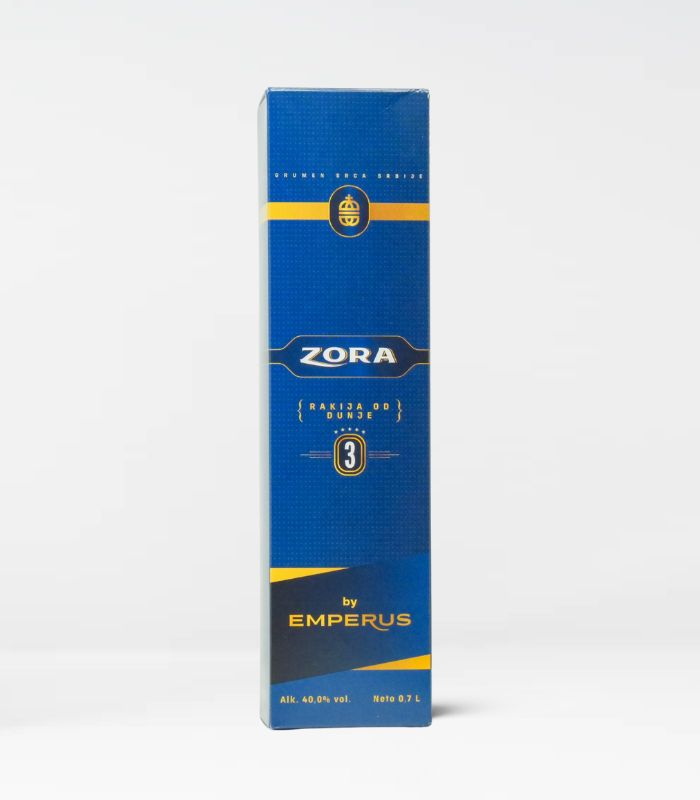 GRUMEN SRCA SRBIJE
ZORA
RAKIJA OD
DUNJE
3
by
EMPERUS
Alk. 40,0% vol. Neto 0,7 L